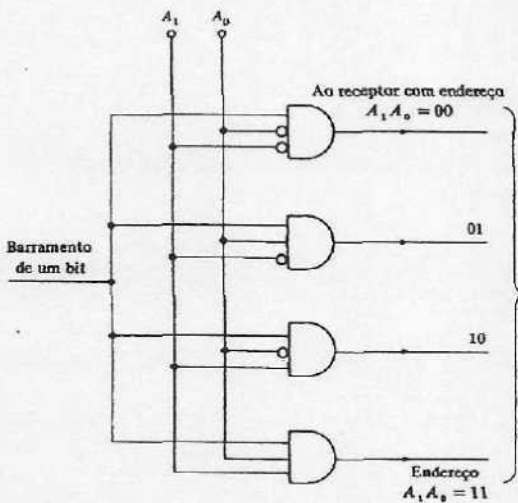 A₁ A₀
Ao receptor com endereço
A₁A₀ = 00
01
Barramento
de um bit
10
Endereço
A₁A₀ = 11